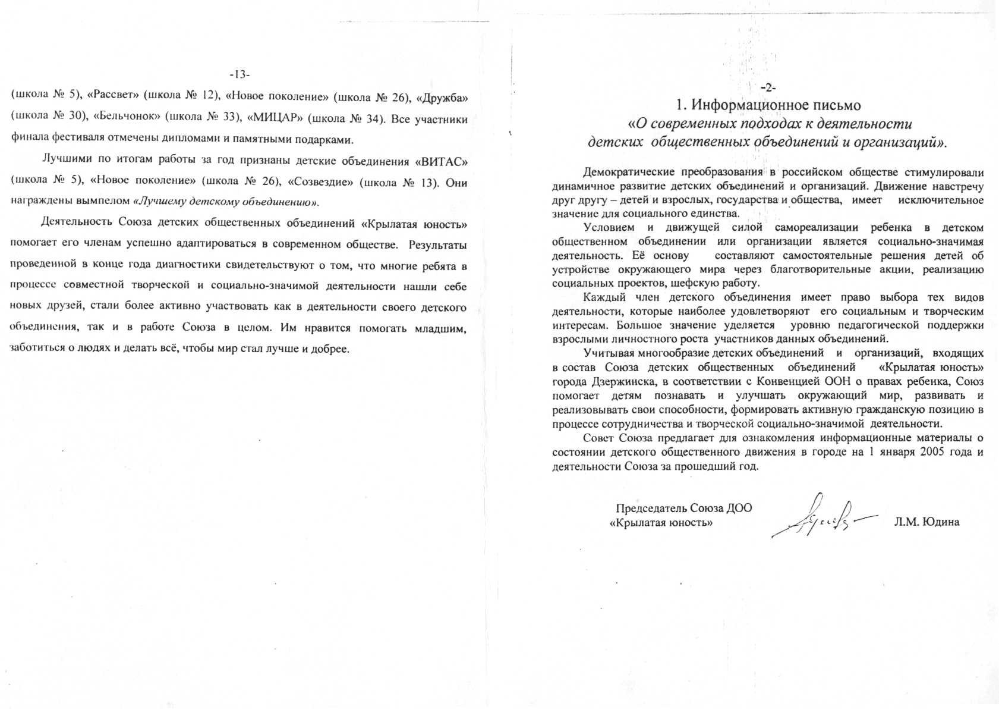 -13-
(школа № 5), «Рассвет» (школа № 12), «Новое поколение» (школа № 26), «Дружба»
(школа № 30), «Бельчонок» (школа № 33), «МИЦАР» (школа № 34). Все участники
финала фестиваля отмечены дипломами и памятными подарками.
Лучшими по итогам работы за год признаны детские объединения «ВИТАС»
(школа № 5), «Новое поколение» (школа № 26), «Созвездие» (школа № 13). Они
награждены вымпелом «Лучшему детскому объединению».
Деятельность Союза детских общественных объединений «Крылатая юность»
помогает его членам успешно адаптироваться в современном обществе. Результаты
проведенной в конце года диагностики свидетельствуют о том, что многие ребята в
процессе совместной творческой и социально-значимой деятельности нашли себе
новых друзей, стали более активно участвовать как в деятельности своего детского
объединения, так и в работе Союза в целом. Им нравится помогать младшим,
заботиться о людях и делать всё, чтобы мир стал лучше и добрее.
-2-
1. Информационное письмо
«О современных подходах к деятельности
детских общественных объединений и организаций».
Демократические преобразования в российском обществе стимулировали
динамичное развитие детских объединений и организаций. Движение навстречу
друг другу – детей и взрослых, государства и общества, имеет исключительное
значение для социального единства.
Условием и движущей силой самореализации ребенка в детском
общественном объединении или организации является социально-значимая
деятельность. Её основу составляют самостоятельные решения детей об
устройстве окружающего мира через благотворительные акции, реализацию
социальных проектов, шефскую работу.
Каждый член детского объединения имеет право выбора тех видов
деятельности, которые наиболее удовлетворяют его социальным и творческим
интересам. Большое значение уделяется уровню педагогической поддержки
взрослыми личностного роста участников данных объединений.
Учитывая многообразие детских объединений и организаций, входящих
в состав Союза детских общественных объединений «Крылатая юность»
города Дзержинска, в соответствии с Конвенцией ООН о правах ребенка, Союз
помогает детям познавать и улучшать окружающий мир, развивать и
реализовывать свои способности, формировать активную гражданскую позицию в
процессе сотрудничества и творческой социально-значимой деятельности.
Совет Союза предлагает для ознакомления информационные материалы о
состоянии детского общественного движения в городе на 1 января 2005 года и
деятельности Союза за прошедший год.
Председатель Союза ДОО
«Крылатая юность» Л.М. Юдина